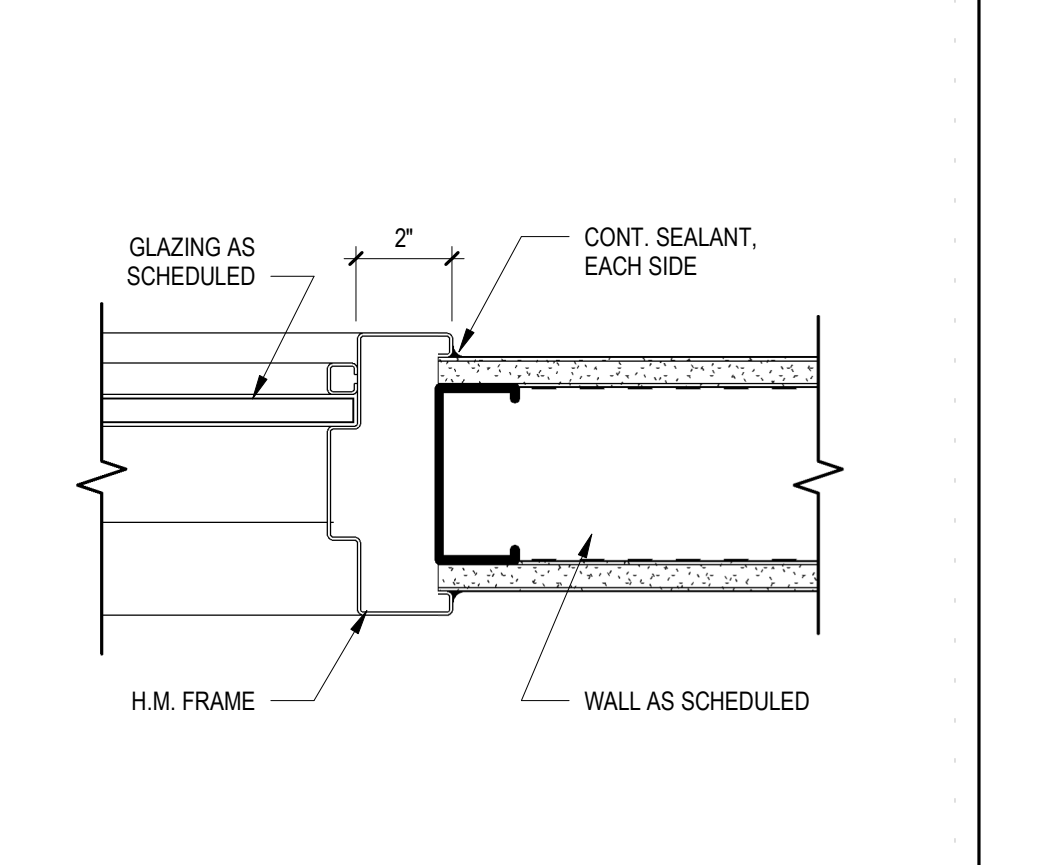 GLAZING AS
SCHEDULED
2"
CONT. SEALANT,
EACH SIDE
H.M. FRAME
WALL AS SCHEDULED